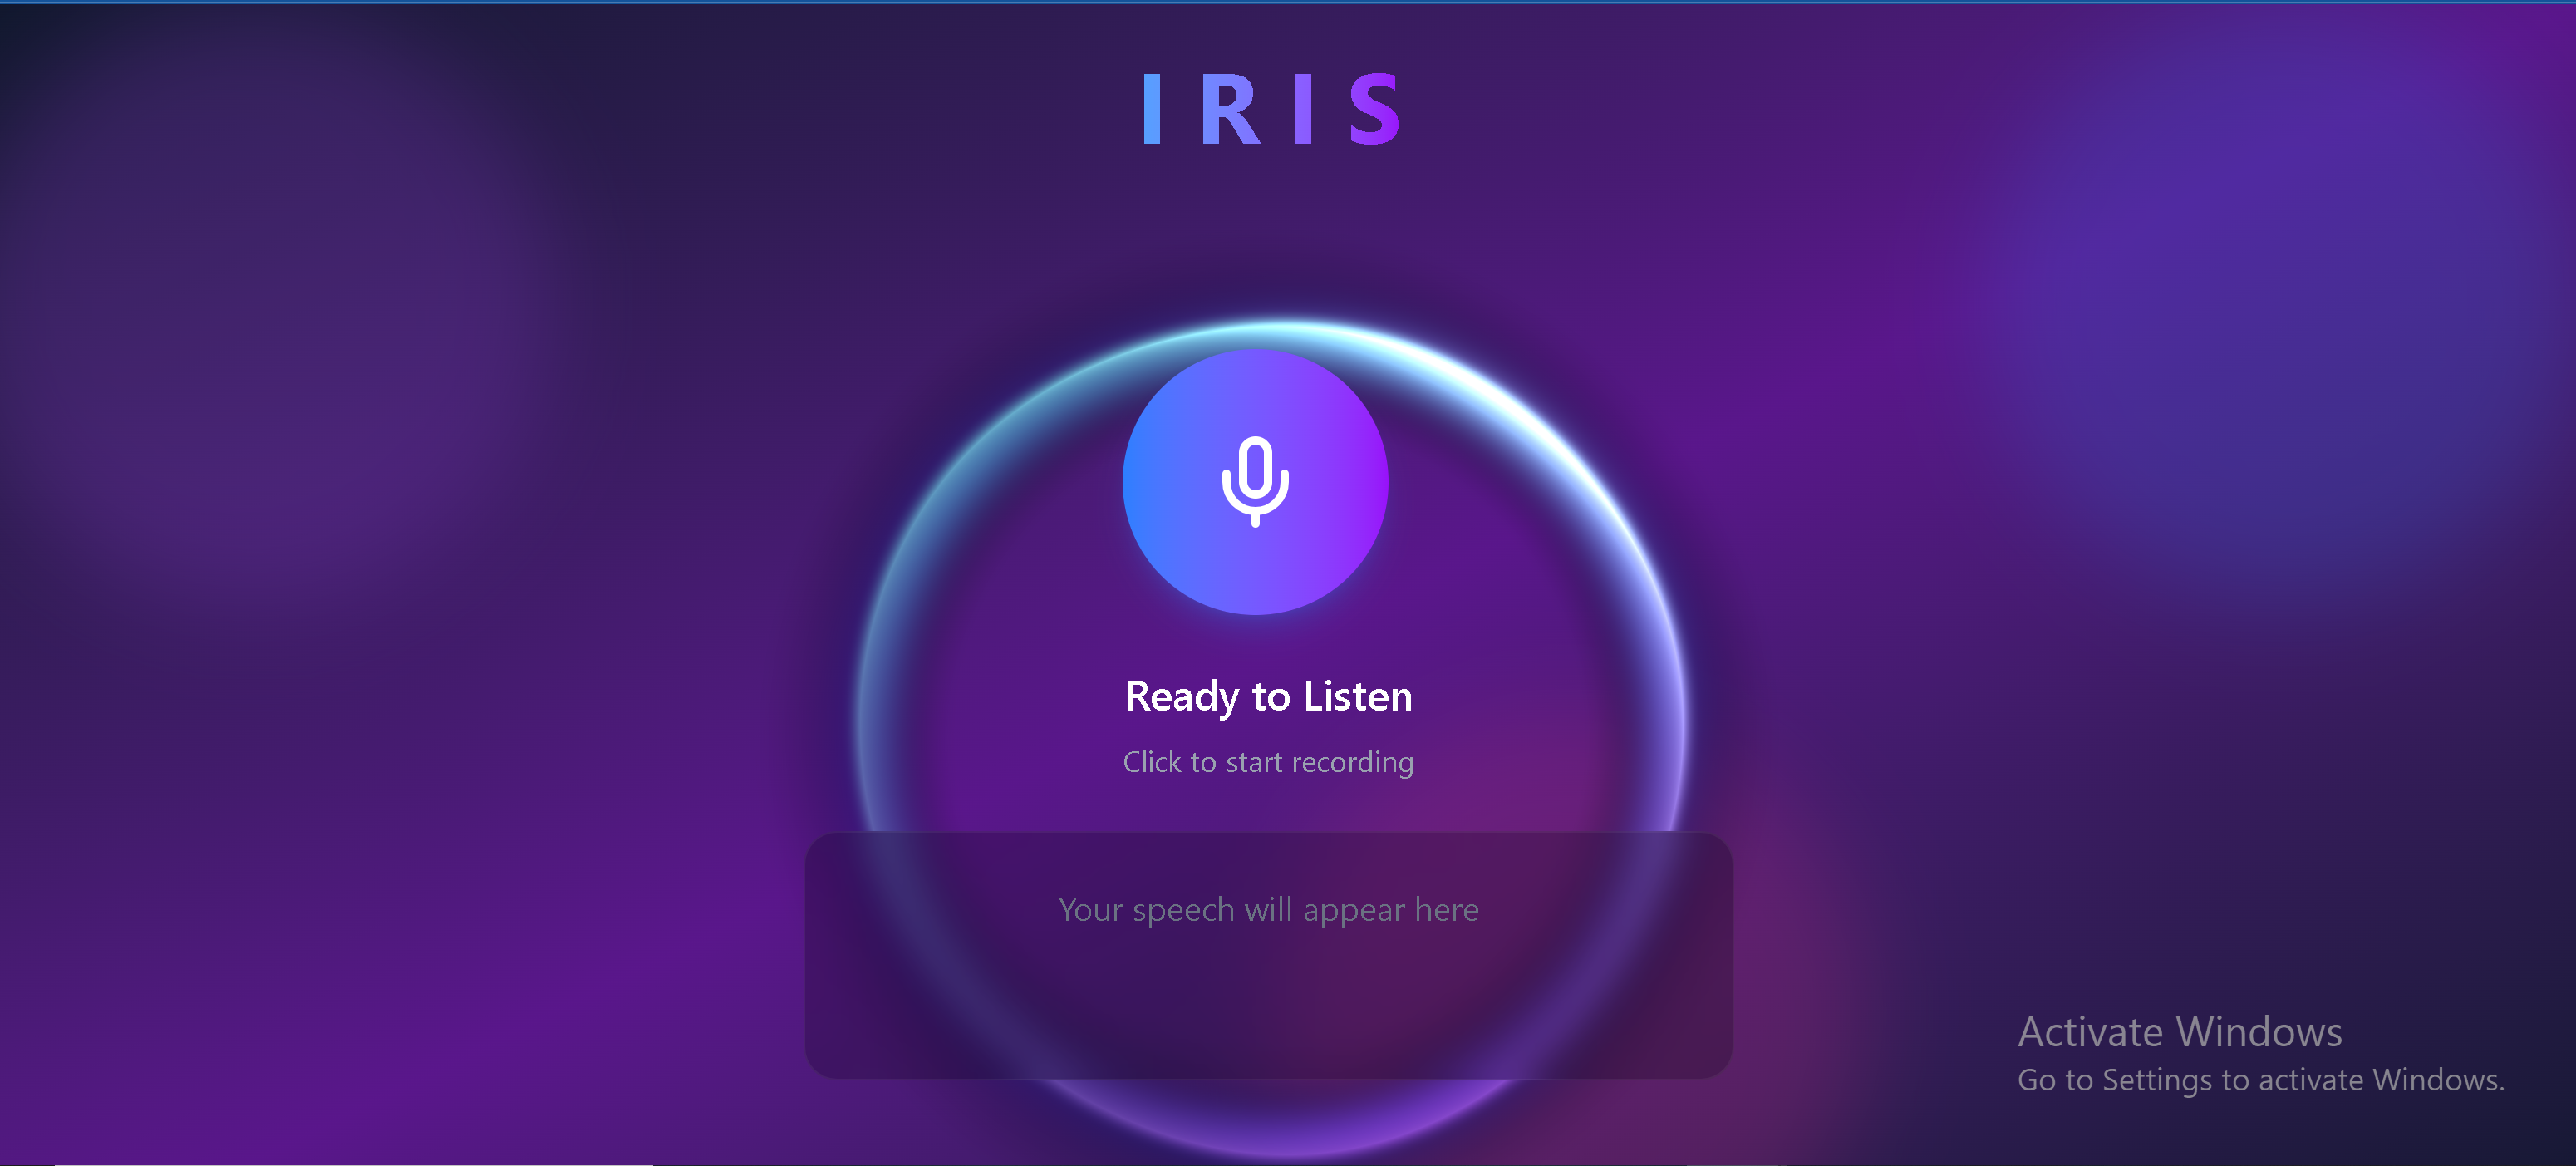 IRIS
Ready to Listen
Click to start recording
Your speech will appear here
Activate Windows
Go to Settings to activate Windows.